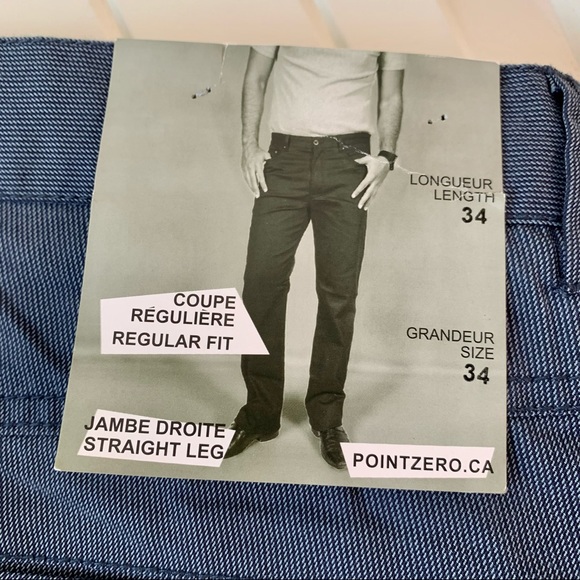 LONGUEUR
LENGTH
34
COUPE
RÉGULIÈRE
REGULAR FIT
GRANDEUR
SIZE
34
JAMBE DROITE
STRAIGHT LEG
POINTZERO.CA